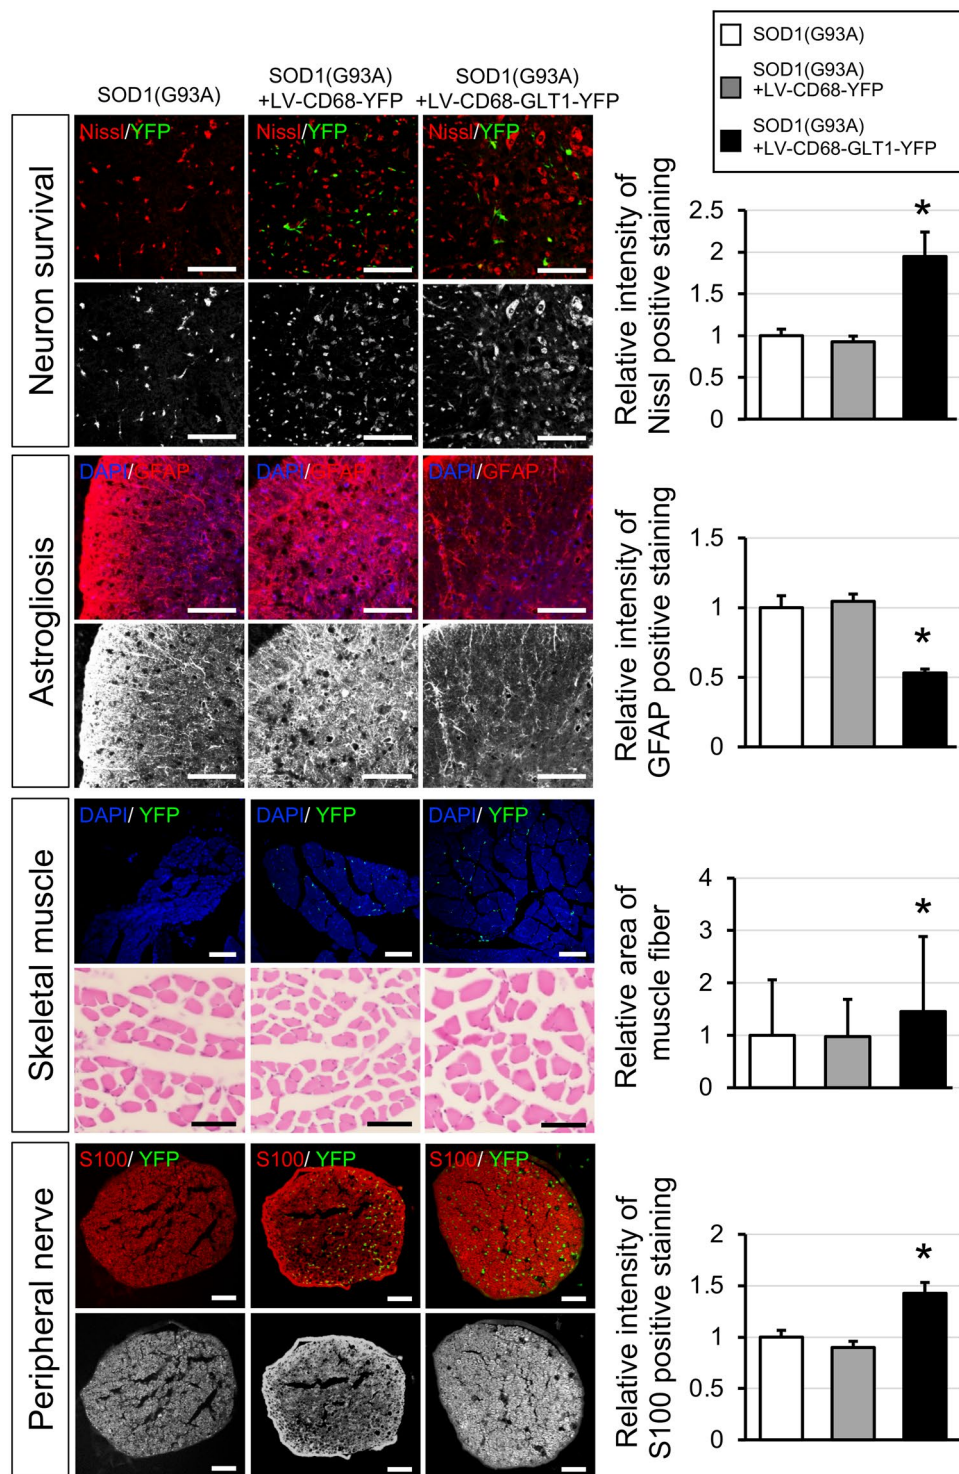 SOD1(G93A)
SOD1(G93A)
+LV-CD68-YFP
SOD1(G93A)
+LV-CD68-GLT1-YFP
SOD1(G93A)
SOD1(G93A)
+LV-CD68-YFP
SOD1(G93A)
+LV-CD68-GLT1-YFP
Neuron survival
Nissl/YFP
Nissl/YFP
Nissl/YFP
Relative intensity of
Nissl positive staining
2.5
2
1.5
1
0.5
0
*
Astrogliosis
DAPI/GFAP
DAPI/GFAP
DAPI/GFAP
Relative intensity of
GFAP positive staining
1.5
1
0.5
0
*
Skeletal muscle
DAPI/ YFP
DAPI/ YFP
DAPI/ YFP
Relative area of
muscle fiber
4
3
2
1
0
*
Peripheral nerve
S100/ YFP
S100/ YFP
S100/ YFP
Relative intensity of
S100 positive staining
2
1.5
1
0.5
0
*